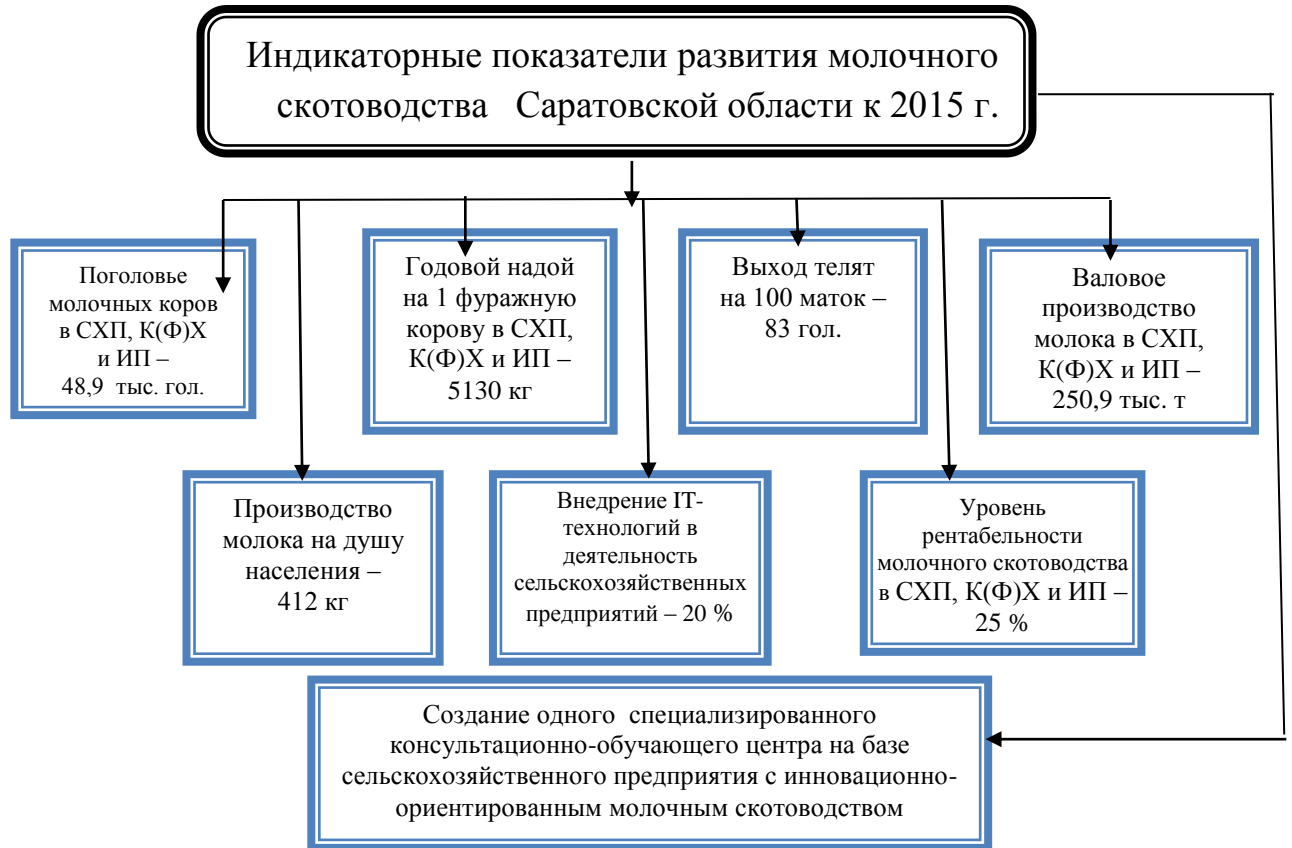 Индикаторные показатели развития молочного
скотоводства Саратовской области к 2015 г.
Поголовье
молочных коров
в СХП, К(Ф)Х
и ИП –
48,9 тыс. гол.
Годовой надой
на 1 фуражную
корову в СХП,
К(Ф)Х и ИП –
5130 кг
Выход телят
на 100 маток –
83 гол.
Валовое
производство
молока в СХП,
К(Ф)Х и ИП –
250,9 тыс. т
Производство
молока на душу
населения –
412 кг
Внедрение IT-
технологий в
деятельность
сельскохозяйственных
предприятий – 20 %
Уровень
рентабельности
молочного скотоводства
в СХП, К(Ф)Х и ИП –
25 %
Создание одного специализированного
консультационно-обучающего центра на базе
сельскохозяйственного предприятия с инновационно-
ориентированным молочным скотоводством